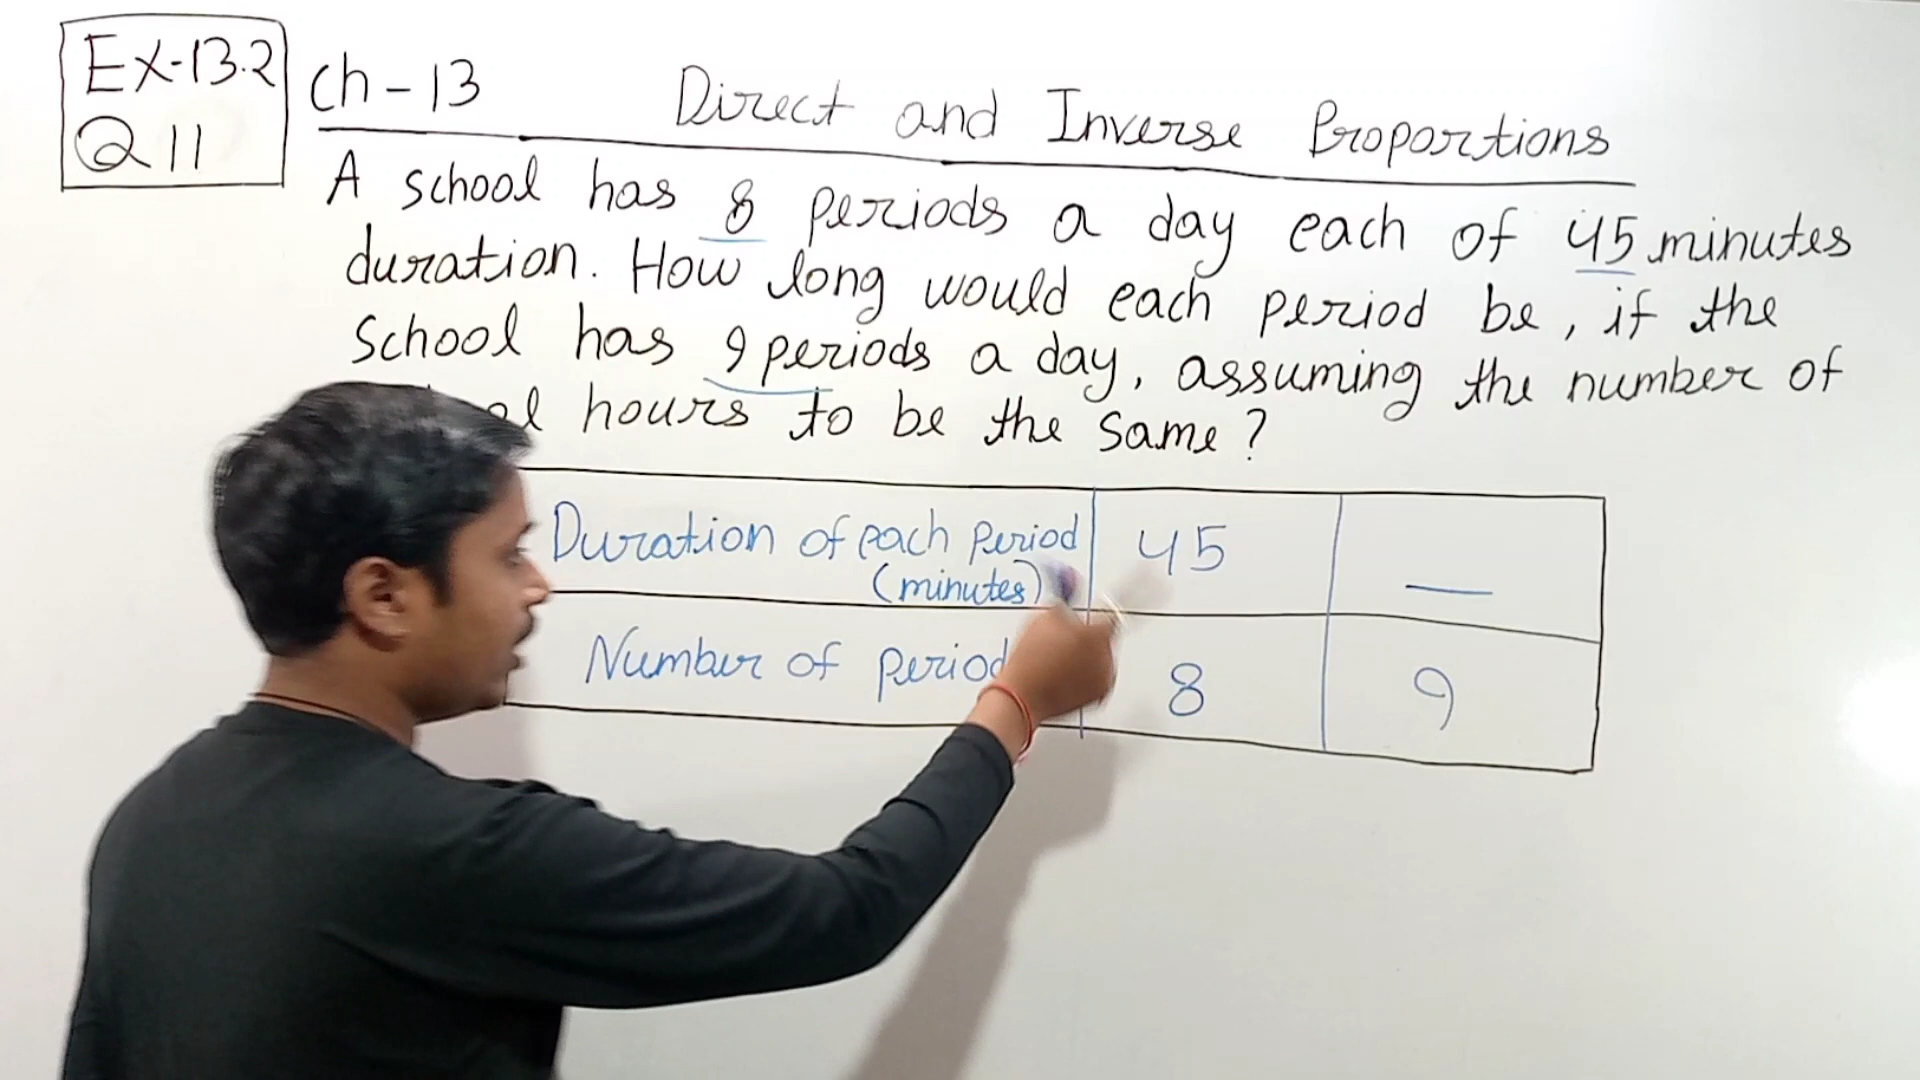 Ex-13.2
Q11
Ch-13 Direct and Inverse Proportions
A school has 8 periods a day each of 45 minutes
duration. How long would each period be, if the
School has 9 periods a day, assuming the number of
hours to be the same?
Duration of each period 45 _
(minutes)
Number of 8 9